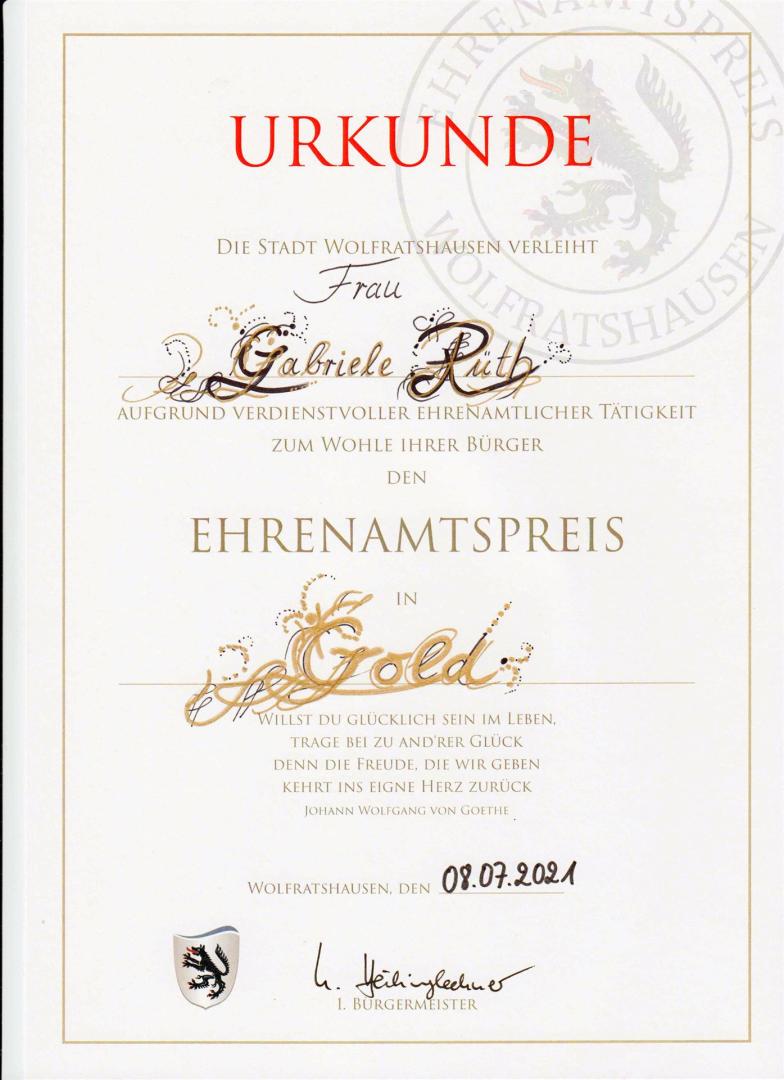 EHRENAMTSPREIS
WOLFRATSHAUSEN
URKUNDE
DIE STADT WOLFRATSHAUSEN VERLEIHT
Frau
Gabriele Rüth
AUFGRUND VERDIENSTVOLLER EHRENAMTLICHER TÄTIGKEIT
ZUM WOHLE IHRER BÜRGER
DEN
EHRENAMTSPREIS
IN
Gold
WILLST DU GLÜCKLICH SEIN IM LEBEN,
TRAGE BEI ZU AND'RER GLÜCK
DENN DIE FREUDE, DIE WIR GEBEN
KEHRT INS EIGNE HERZ ZURÜCK
JOHANN WOLFGANG VON GOETHE
WOLFRATSHAUSEN, DEN 08.07.2021
K. Heilinglechner
1. BÜRGERMEISTER